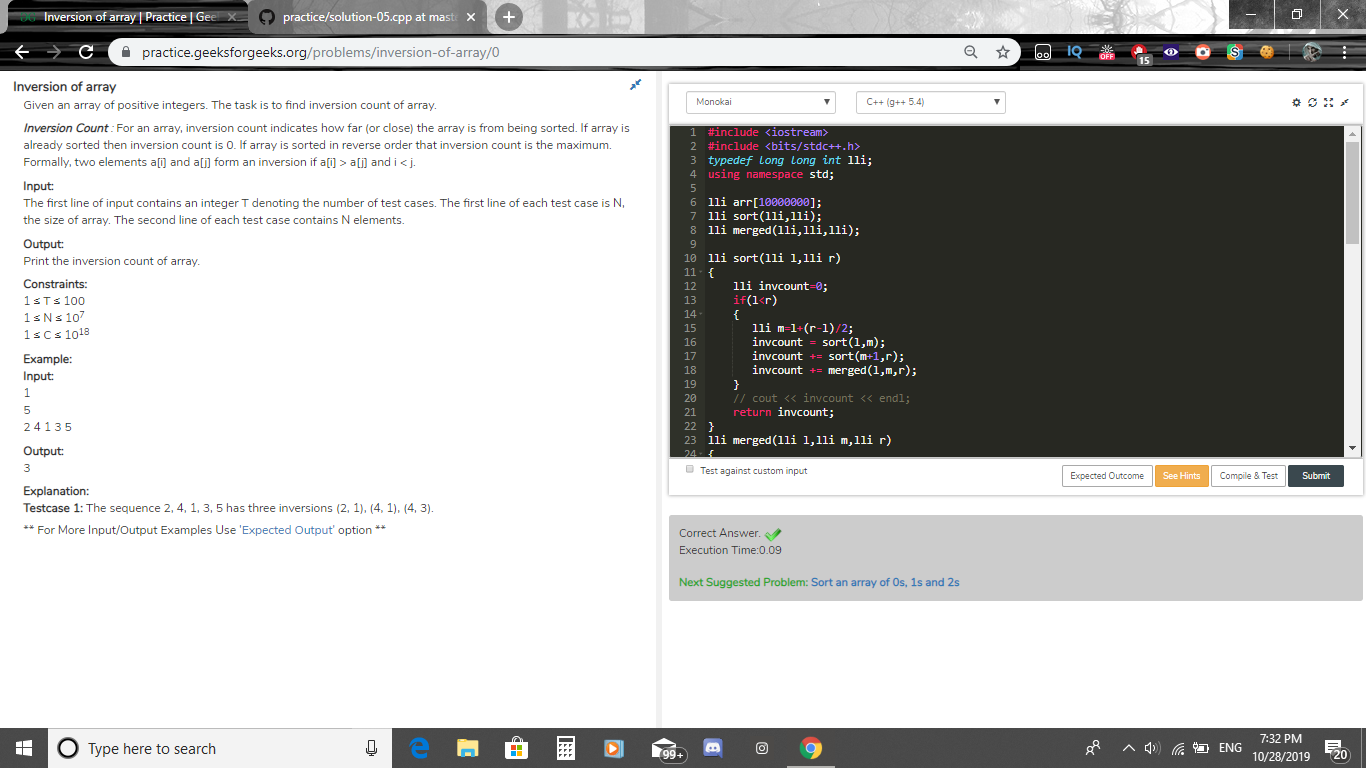 Inversion of array | Practice | Gee
practice/solution-05.cpp at mast
practice.geeksforgeeks.org/problems/inversion-of-array/0
OFF
15
Inversion of array
Given an array of positive integers. The task is to find inversion count of array.
Inversion Count : For an array, inversion count indicates how far (or close) the array is from being sorted. If array is
already sorted then inversion count is 0. If array is sorted in reverse order that inversion count is the maximum.
Formally, two elements a[i] and a[j] form an inversion if a[i] > a[j] and i < j.
Input:
The first line of input contains an integer T denoting the number of test cases. The first line of each test case is N,
the size of array. The second line of each test case contains N elements.
Output:
Print the inversion count of array.
Constraints:
1 ≤ T ≤ 100
1 ≤ N ≤ 10⁷
1 ≤ C ≤ 10¹⁸
Example:
Input:
1
5
2 4 1 3 5
Output:
3
Explanation:
Testcase 1: The sequence 2, 4, 1, 3, 5 has three inversions (2, 1), (4, 1), (4, 3).
** For More Input/Output Examples Use 'Expected Output' option **
Monokai
C++ (g++ 5.4)
1 #include <iostream>
2 #include <bits/stdc++.h>
3 typedef long long int lli;
4 using namespace std;
5
6 lli arr[10000000];
7 lli sort(lli,lli);
8 lli merged(lli,lli,lli);
9
10 lli sort(lli l,lli r)
11 {
12 lli invcount=0;
13 if(l<r)
14 {
15 lli m=l+(r-l)/2;
16 invcount = sort(l,m);
17 invcount += sort(m+1,r);
18 invcount += merged(l,m,r);
19 }
20 // cout << invcount << endl;
21 return invcount;
22 }
23 lli merged(lli l,lli m,lli r)
24 {
Test against custom input
Expected Outcome
See Hints
Compile & Test
Submit
Correct Answer.
Execution Time:0.09
Next Suggested Problem: Sort an array of 0s, 1s and 2s
Type here to search
99+
ENG
7:32 PM
10/28/2019
20